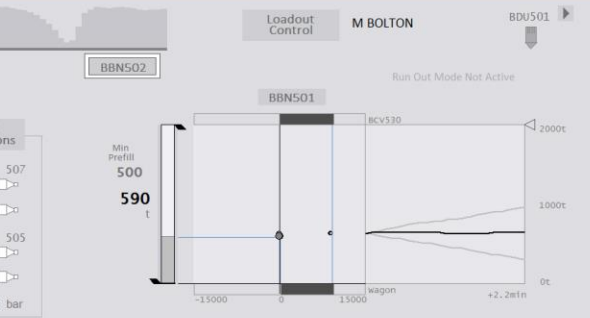 Loadout
Control
M BOLTON
BDU501
BBN502
Run Out Mode Not Active
BBN501
BCV530
2000t
ons
Min
Prefill
500
507
590
t
1000t
505
0t
wagon
bar
-15000
0
15000
+2.2min